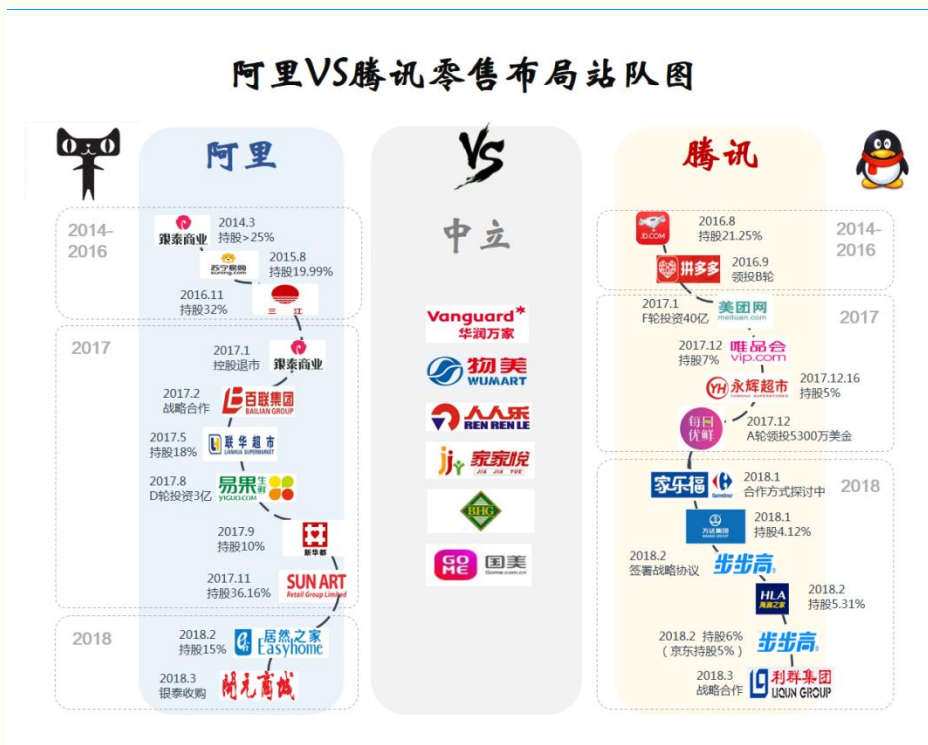 阿里VS腾讯零售布局站队图
阿里
2014-
2016
银泰商业
2014.3
持股>25%
苏宁易购
suning.com
2015.8
持股19.99%
2016.11
持股32%
三 江
2017
2017.1
控股退市
银泰商业
2017.2
战略合作
百联集团
BAILIAN GROUP
2017.5
持股18%
联华超市
LIANHUA SUPERMARKET
2017.8
D轮投资3亿
易果生鲜
YIGUO.COM
2017.9
持股10%
新华都
2017.11
持股36.16%
SUN ART
Retail Group Limited
2018
2018.2
持股15%
居然之家
Easyhome
2018.3
银泰收购
開元商城
VS
中立
Vanguard
华润万家
物美
WUMART
人人乐
REN REN LE
家家悦
JIA JIA YUE
BHG
GO
ME
国美
Gome.com.cn
腾讯
2014-
2016
JD.COM
2016.8
持股21.25%
拼多多
2016.9
领投B轮
2017
2017.1
F轮投资40亿
美团网
meituan.com
2017.12
持股7%
唯品会
vip.com
YH
永辉超市
YONGHUI SUPERSTORES
2017.12.16
持股5%
每日
优鲜
2017.12
A轮领投5300万美金
2018
家乐福
Carrefour
2018.1
合作方式探讨中
万达集团
WANDA GROUP
2018.1
持股4.12%
2018.2
签署战略协议
步步高
HLA
海澜之家
2018.2
持股5.31%
2018.2 持股6%
（京东持股5%）
步步高
2018.3
战略合作
利群集团
LIQUN GROUP